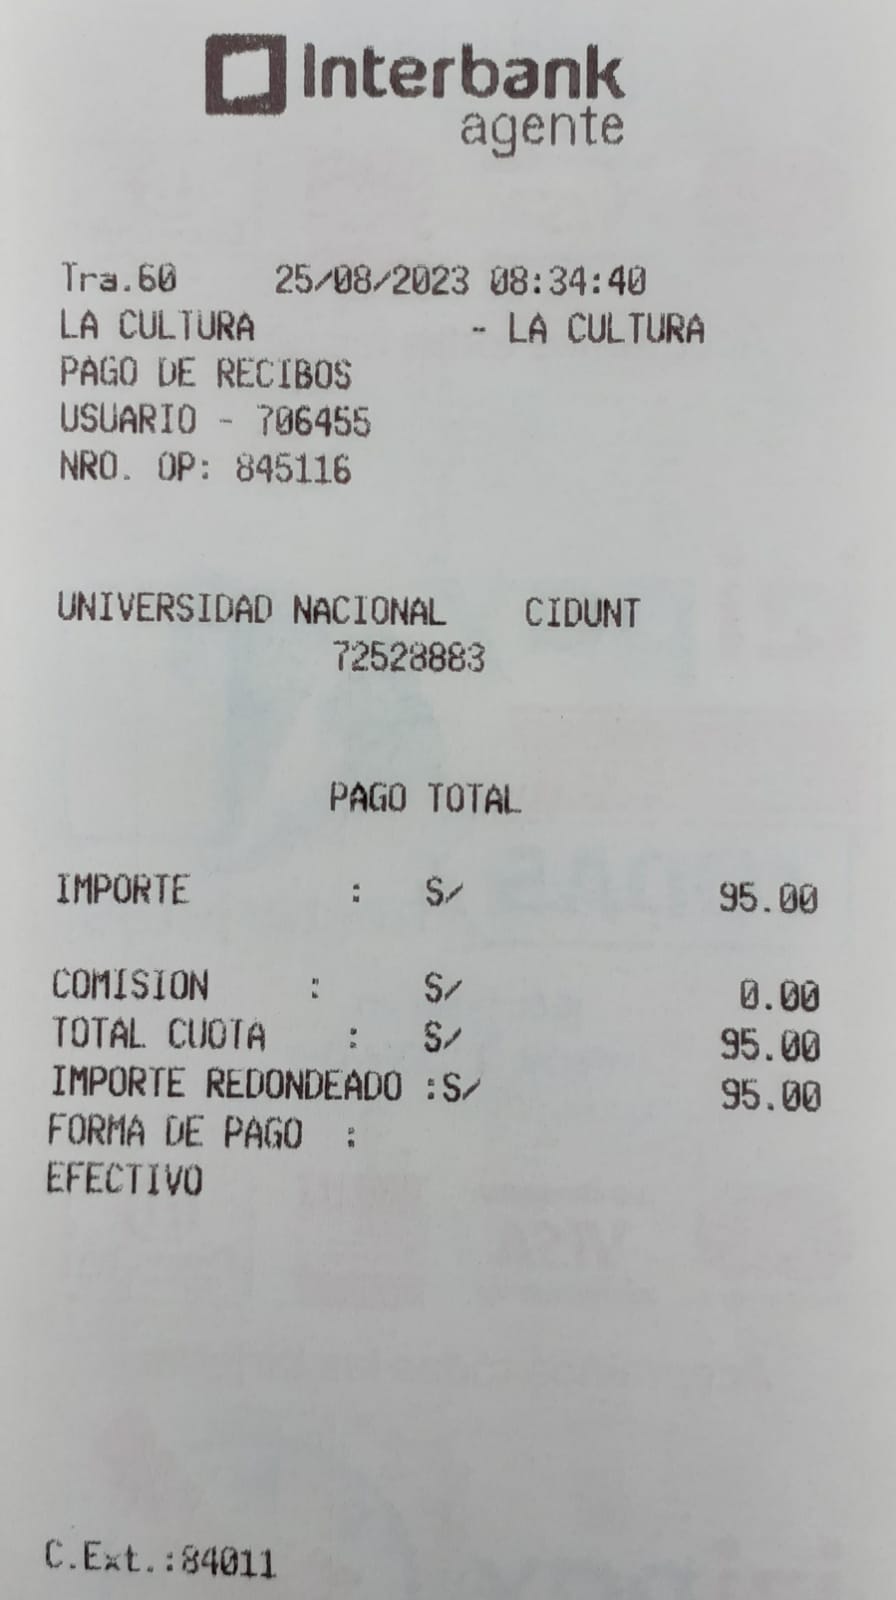 Interbank
agente
Tra.60 25/08/2023 08:34:40
LA CULTURA - LA CULTURA
PAGO DE RECIBOS
USUARIO - 706455
NRO. OP: 845116
UNIVERSIDAD NACIONAL CIDUNT
72528883
PAGO TOTAL
IMPORTE : S/ 95.00
COMISION : S/ 0.00
TOTAL CUOTA : S/ 95.00
IMPORTE REDONDEADO :S/ 95.00
FORMA DE PAGO :
EFECTIVO
C.Ext.:84011